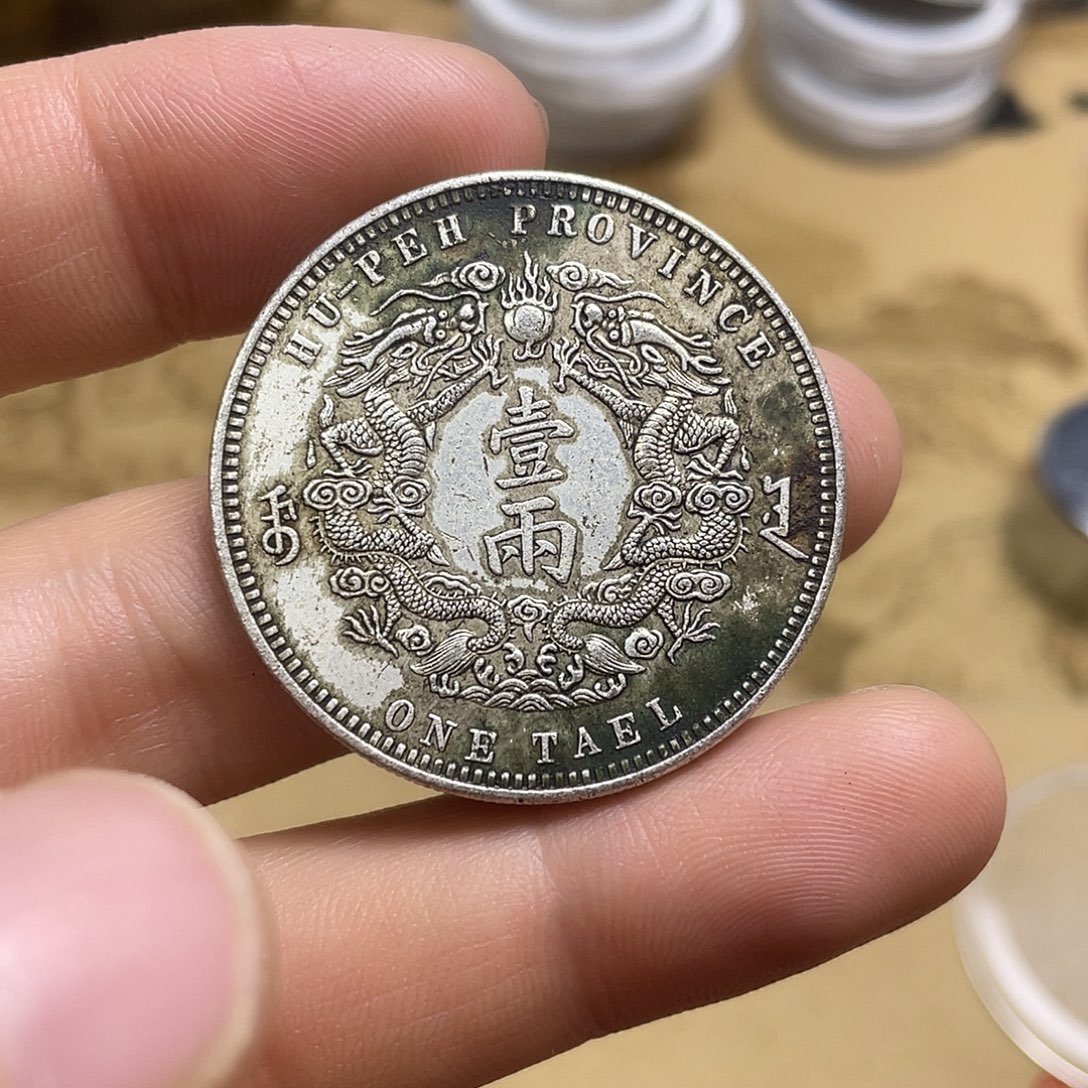 HU-PEH PROVINCE
壹
兩
ONE TAEL